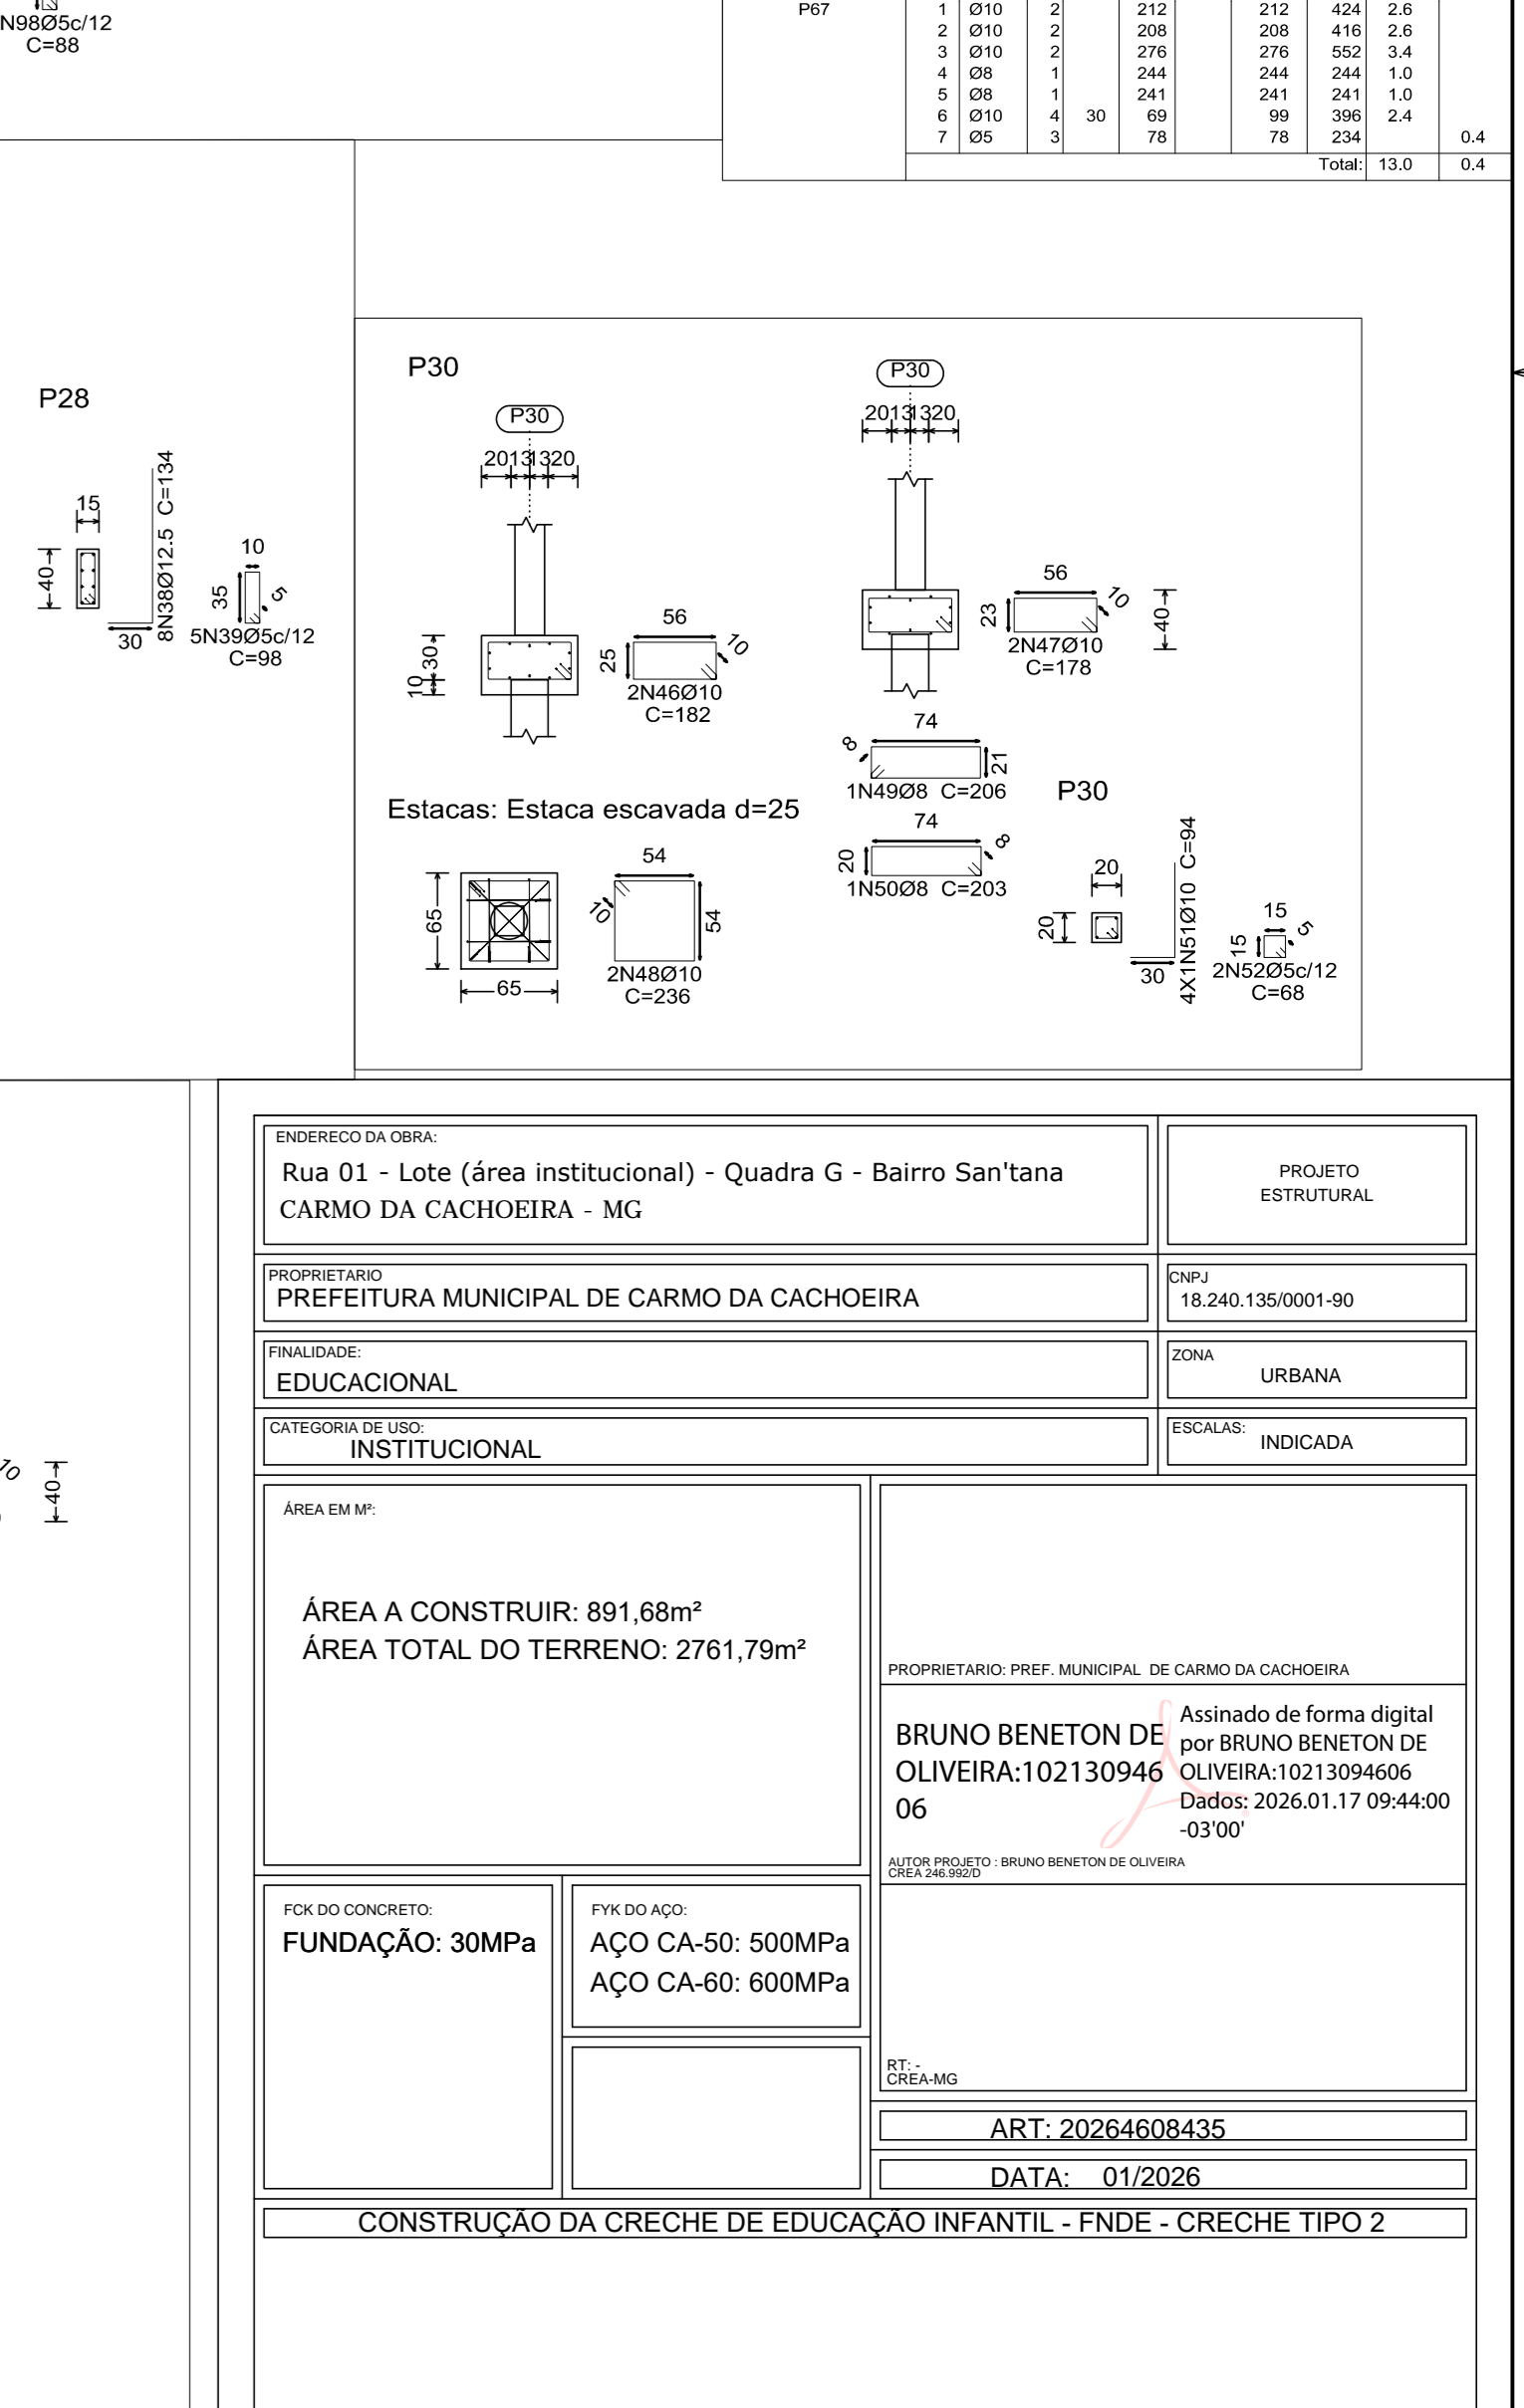 N98Ø5c/12
C=88
P67
1 Ø10 2 212 212 424 2.6
2 Ø10 2 208 208 416 2.6
3 Ø10 2 276 276 552 3.4
4 Ø8 1 244 244 244 1.0
5 Ø8 1 241 241 241 1.0
6 Ø10 4 30 69 99 396 2.4
7 Ø5 3 78 78 234 0.4
Total: 13.0 0.4
P28
15
40
30
8N38Ø12.5 C=134
10
35
5
5N39Ø5c/12
C=98
P30
P30
20131320
30
10
56
25
10
2N46Ø10
C=182
P30
20131320
56
23
10
2N47Ø10
C=178
40
74
8
21
1N49Ø8 C=206
74
20
8
1N50Ø8 C=203
Estacas: Estaca escavada d=25
65
65
54
10
54
2N48Ø10
C=236
P30
20
20
30
4X1N51Ø10 C=94
15
15
5
2N52Ø5c/12
C=68
10
40
ENDERECO DA OBRA:
Rua 01 - Lote (área institucional) - Quadra G - Bairro San'tana
CARMO DA CACHOEIRA - MG
PROJETO
ESTRUTURAL
PROPRIETARIO
PREFEITURA MUNICIPAL DE CARMO DA CACHOEIRA
CNPJ
18.240.135/0001-90
FINALIDADE:
EDUCACIONAL
ZONA
URBANA
CATEGORIA DE USO:
INSTITUCIONAL
ESCALAS:
INDICADA
ÁREA EM M²:
ÁREA A CONSTRUIR: 891,68m²
ÁREA TOTAL DO TERRENO: 2761,79m²
PROPRIETARIO: PREF. MUNICIPAL DE CARMO DA CACHOEIRA
BRUNO BENETON DE
OLIVEIRA:102130946
06
Assinado de forma digital
por BRUNO BENETON DE
OLIVEIRA:10213094606
Dados: 2026.01.17 09:44:00
-03'00'
AUTOR PROJETO : BRUNO BENETON DE OLIVEIRA
CREA 246.992/D
FCK DO CONCRETO:
FUNDAÇÃO: 30MPa
FYK DO AÇO:
AÇO CA-50: 500MPa
AÇO CA-60: 600MPa
RT: -
CREA-MG
ART: 20264608435
DATA: 01/2026
CONSTRUÇÃO DA CRECHE DE EDUCAÇÃO INFANTIL - FNDE - CRECHE TIPO 2